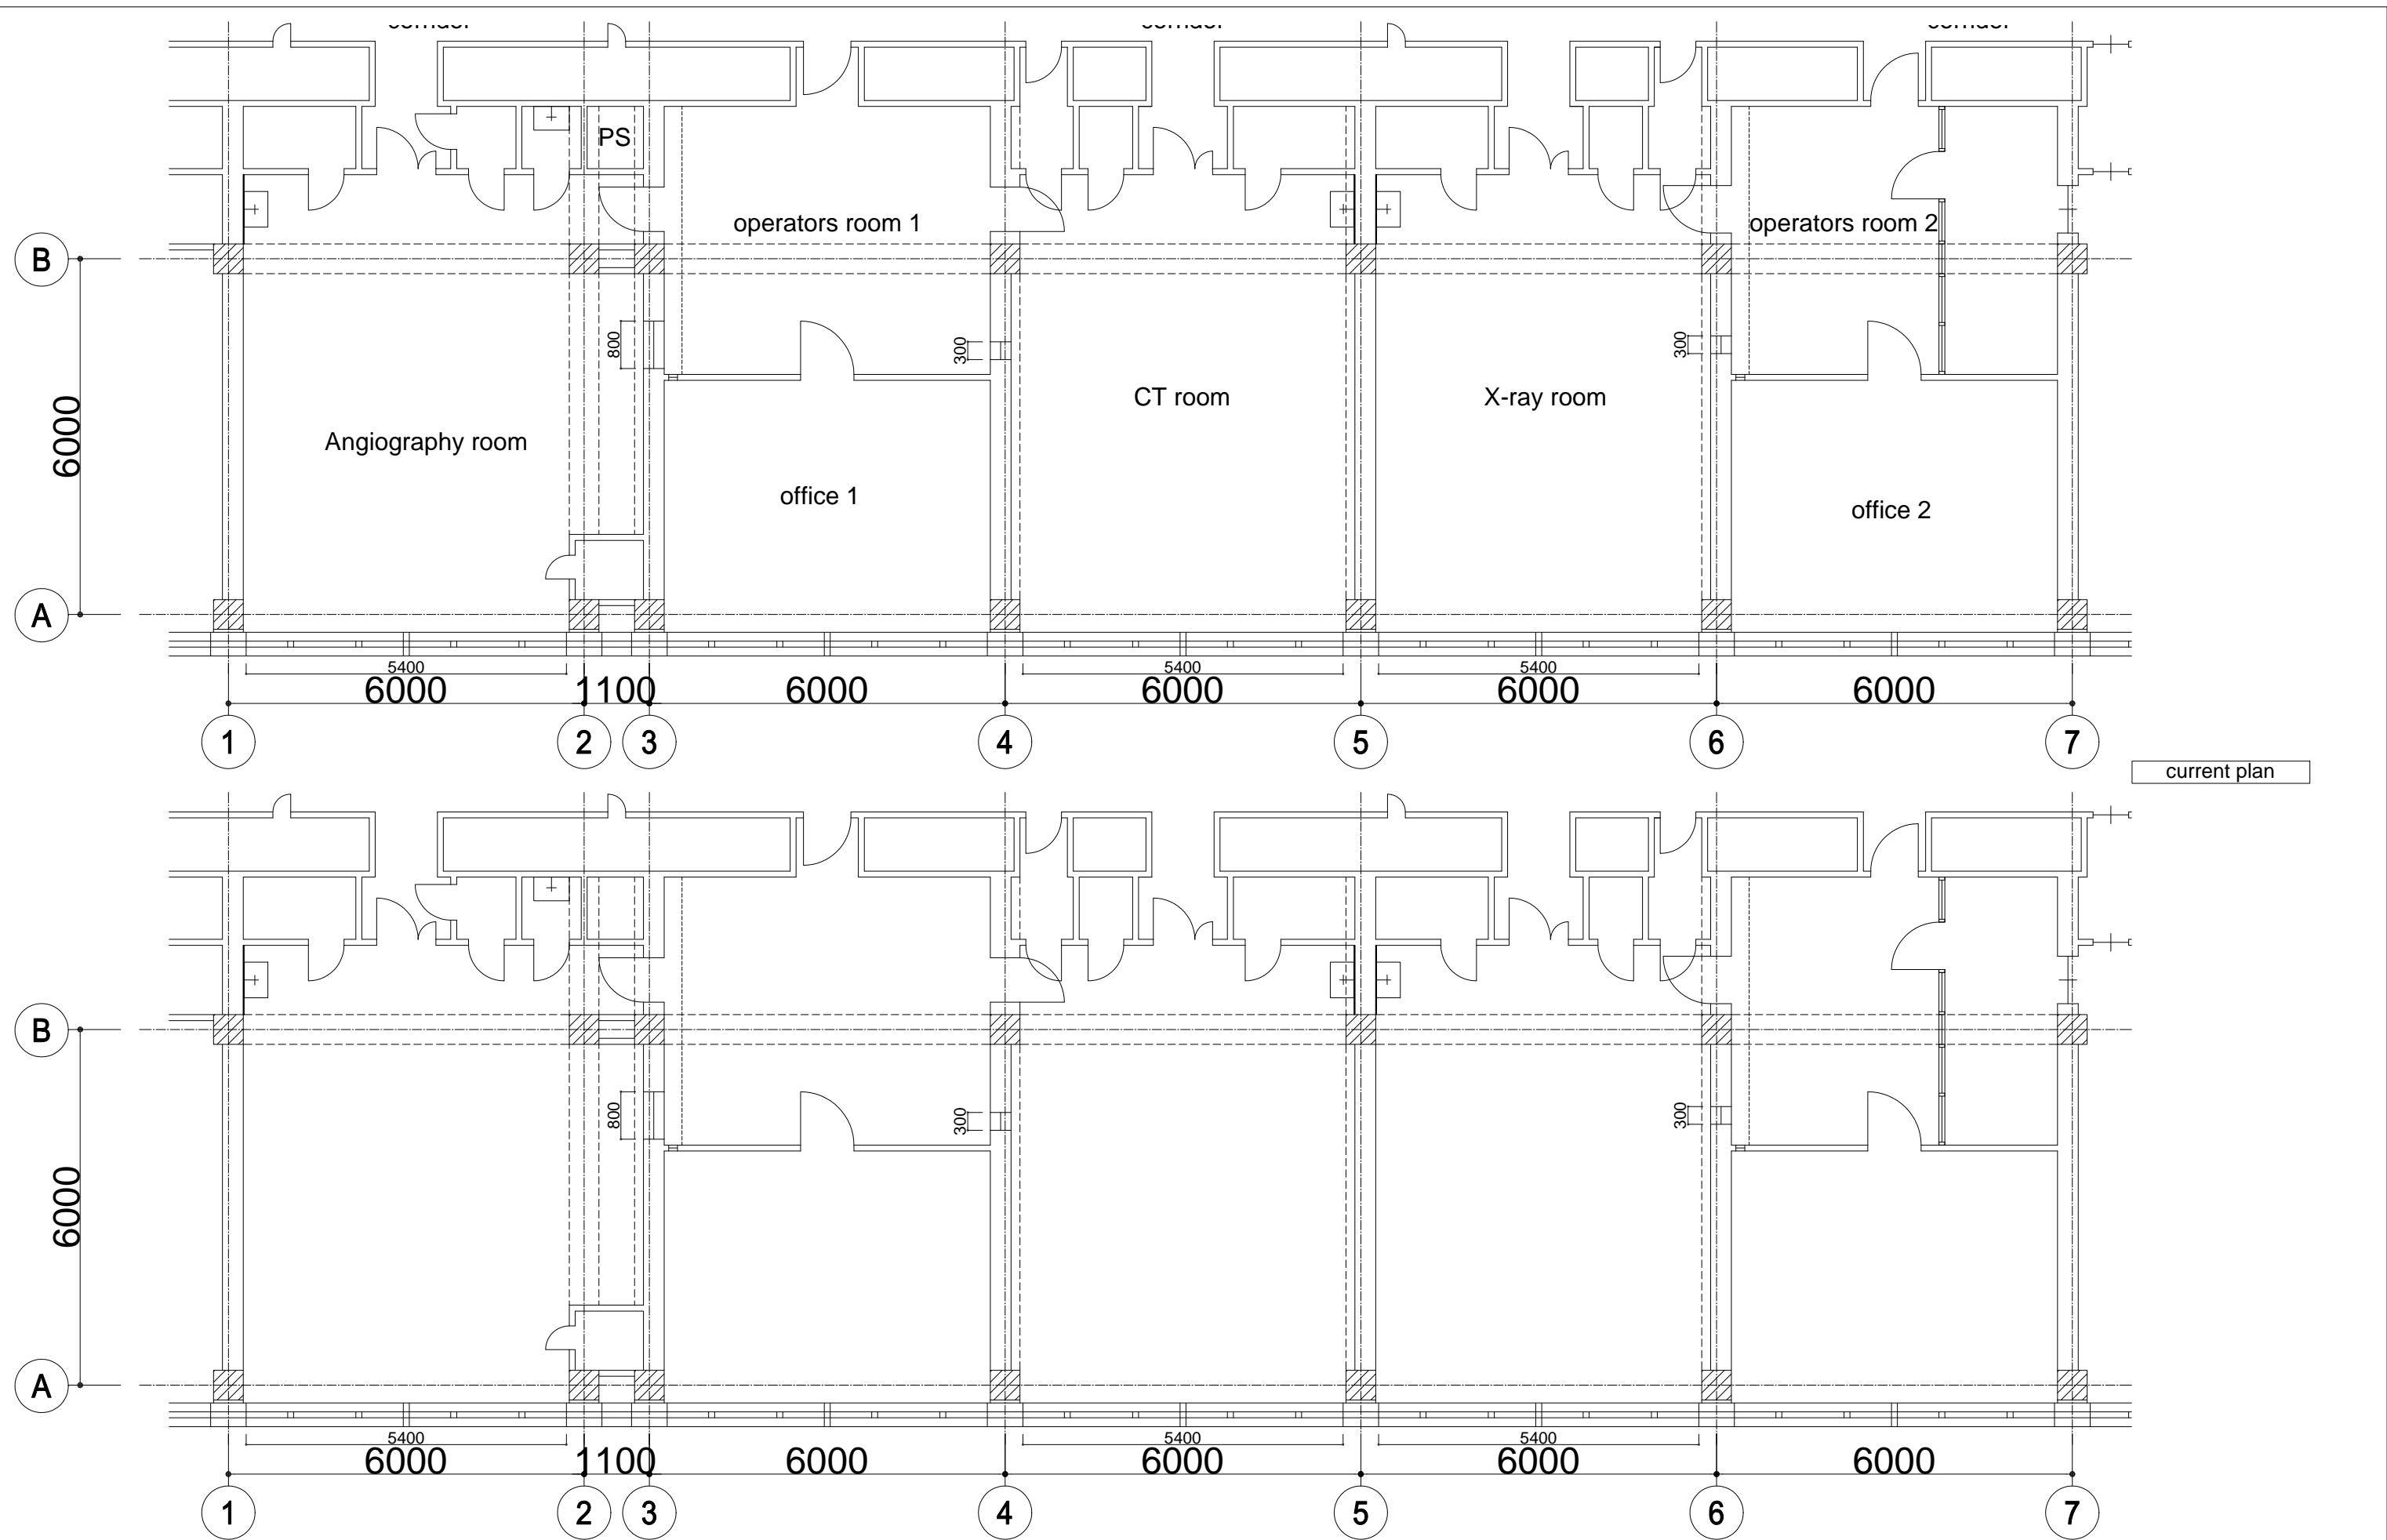 corridor corridor corridor
PS
operators room 1 operators room 2
B
800 300 300
CT room X-ray room
6000
Angiography room
office 1 office 2
A
5400 5400 5400
6000 1100 6000 6000 6000 6000
1 2 3 4 5 6 7
current plan
B
800 300 300
6000
A
5400 5400 5400
6000 1100 6000 6000 6000 6000
1 2 3 4 5 6 7